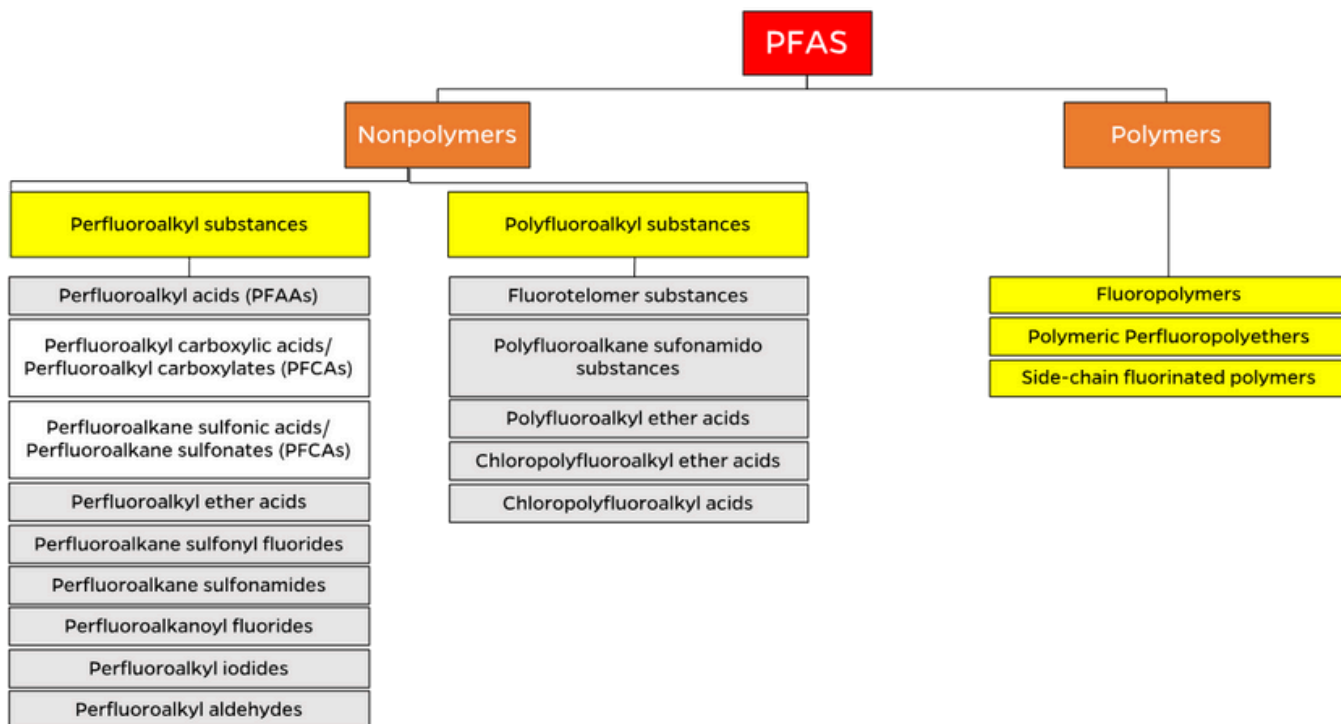 PFAS
Nonpolymers
Polymers
Perfluoroalkyl substances
Polyfluoroalkyl substances
Perfluoroalkyl acids (PFAAs)
Perfluoroalkyl carboxylic acids/
Perfluoroalkyl carboxylates (PFCAs)
Perfluoroalkane sulfonic acids/
Perfluoroalkane sulfonates (PFCAs)
Perfluoroalkyl ether acids
Perfluoroalkane sulfonyl fluorides
Perfluoroalkane sulfonamides
Perfluoroalkanoyl fluorides
Perfluoroalkyl iodides
Perfluoroalkyl aldehydes
Fluorotelomer substances
Polyfluoroalkane sufonamido
substances
Polyfluoroalkyl ether acids
Chloropolyfluoroalkyl ether acids
Chloropolyfluoroalkyl acids
Fluoropolymers
Polymeric Perfluoropolyethers
Side-chain fluorinated polymers